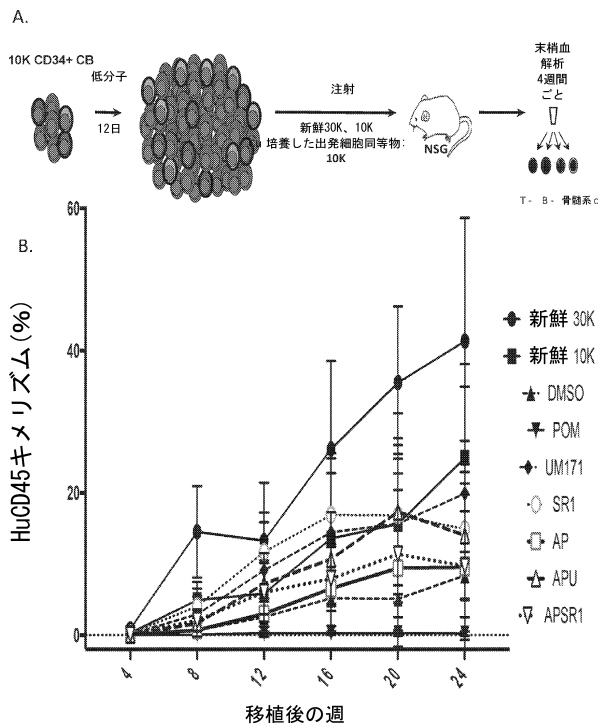 A.
10K CD34+ CB
低分子
12日
注射
新鮮30K、10K
培養した出発細胞同等物:
10K
NSG
末梢血
解析
4週間
ごと
T- B- 骨髄系c
B.
HuCD45キメリズム(%)
60
40
20
0
4 8 12 16 20 24
移植後の週
新鮮 30K
新鮮 10K
DMSO
POM
UM171
SR1
AP
APU
APSR1